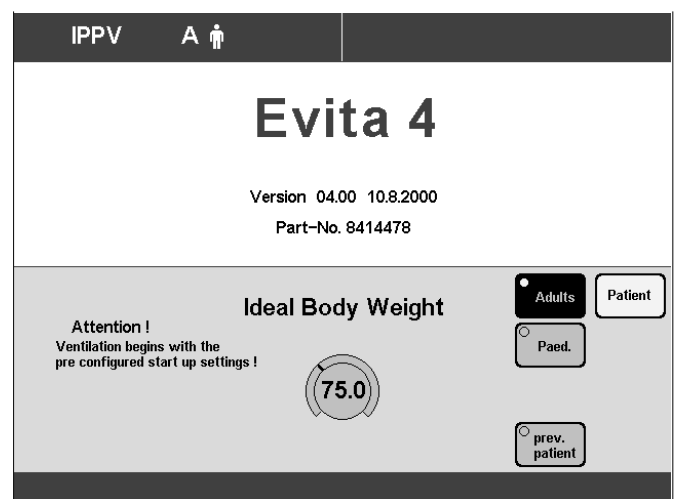 IPPV A
Evita 4
Version 04.00 10.8.2000
Part-No. 8414478
Adults
Patient
Ideal Body Weight
Attention !
Ventilation begins with the
pre configured start up settings !
Paed.
75.0
prev.
patient